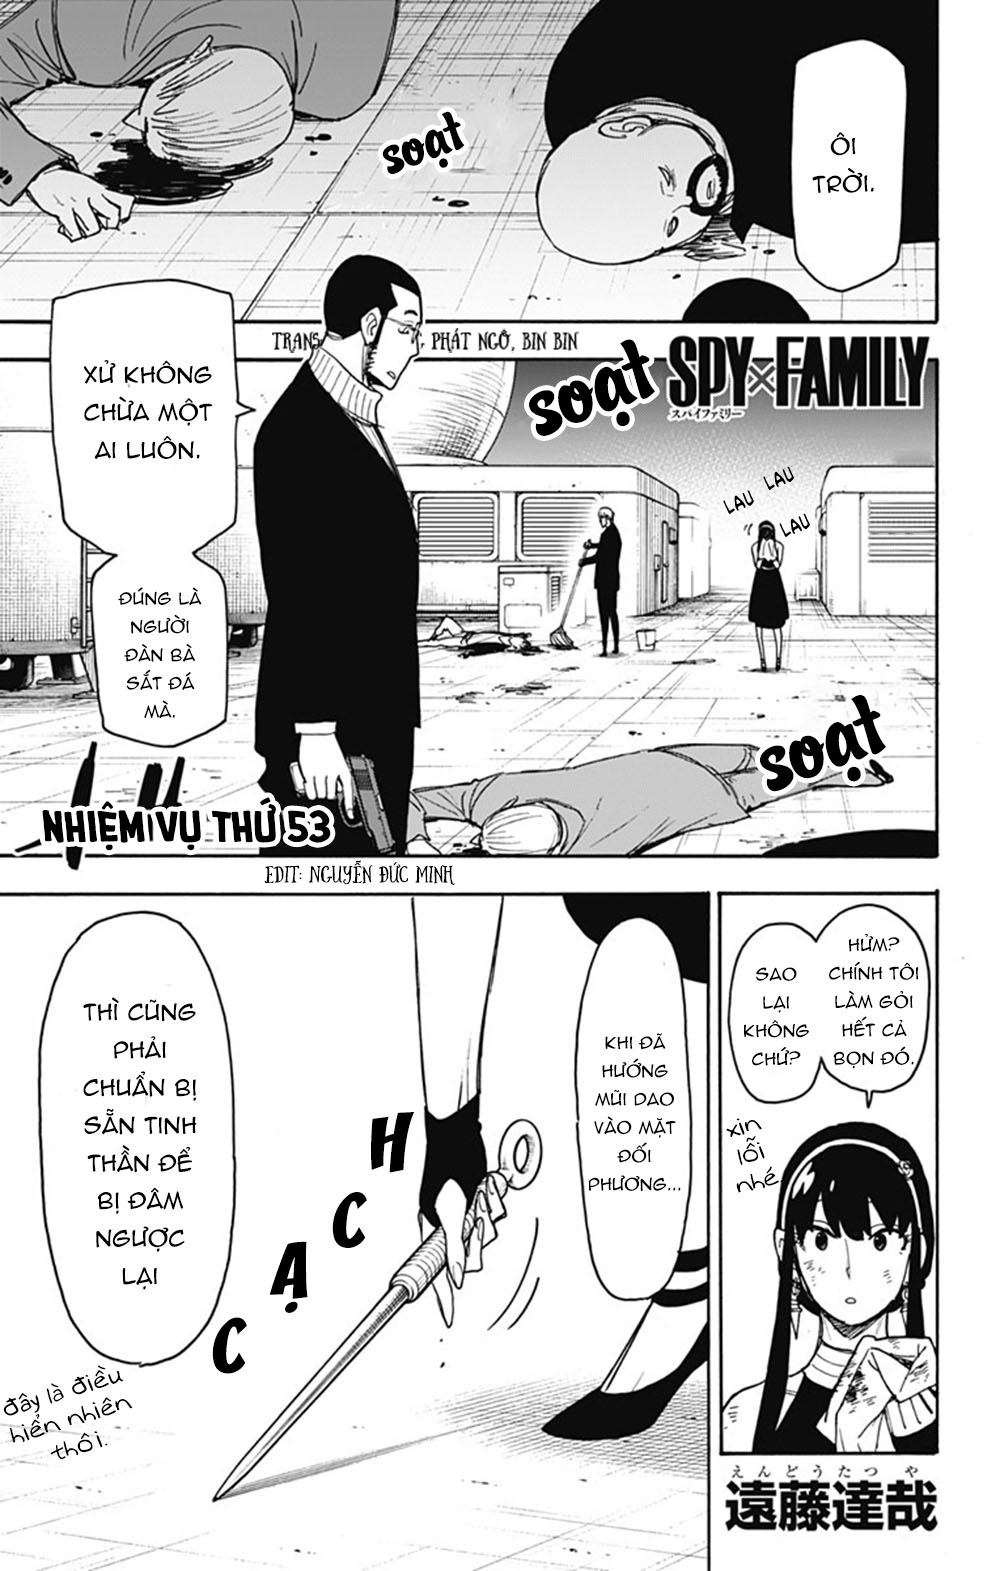 ÔI
TRỜI.
soạt
XỬ KHÔNG
CHỪA MỘT
AI LUÔN.
ĐÚNG LÀ
NGƯỜI
ĐÀN BÀ
SẮT ĐÁ
MÀ.
TRANS
PHÁT NGÔ, BIN BIN
SPY×FAMILY
スパイファミリー
soạt
LAU
LAU
LAU
soạt
NHIỆM VỤ THỨ 53
EDIT: NGUYỄN ĐỨC MINH
HỬM?
CHÍNH TÔI
LÀM GỎI
HẾT CẢ
BỌN ĐÓ.
SAO
LẠI
KHÔNG
CHỨ?
xin
lỗi
nhé
KHI ĐÃ
HƯỚNG
MŨI DAO
VÀO MẶT
ĐỐI
PHƯƠNG...
THÌ CŨNG
PHẢI
CHUẨN BỊ
SẴN TINH
THẦN ĐỂ
BỊ ĐÂM
NGƯỢC
LẠI
CẠCH
đây là điều
hiển nhiên
thôi.
えんどうたつや
遠藤達哉